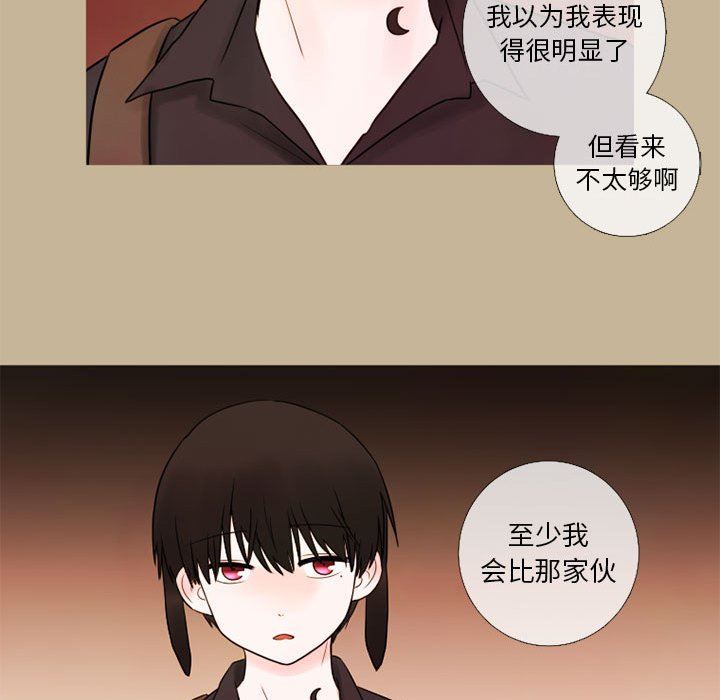 我以为我表现
得很明显了
但看来
不太够啊
至少我
会比那家伙